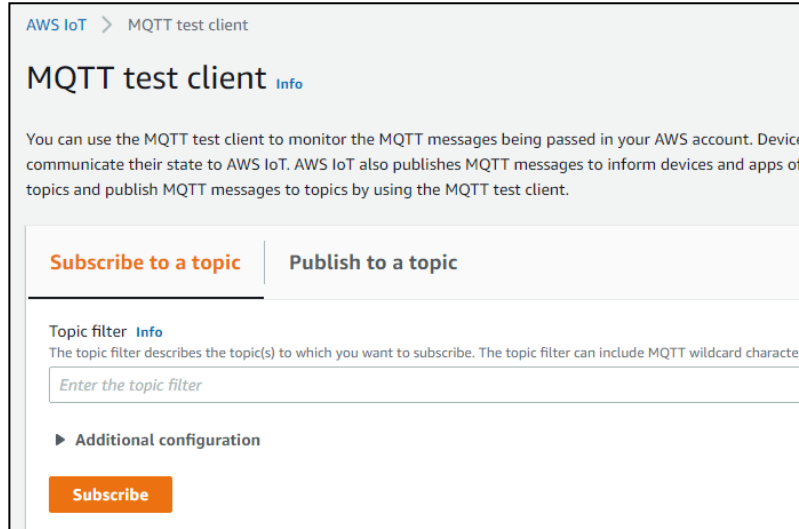 AWS IoT > MQTT test client
MQTT test client Info
You can use the MQTT test client to monitor the MQTT messages being passed in your AWS account. Device
communicate their state to AWS IoT. AWS IoT also publishes MQTT messages to inform devices and apps of
topics and publish MQTT messages to topics by using the MQTT test client.
Subscribe to a topic Publish to a topic
Topic filter Info
The topic filter describes the topic(s) to which you want to subscribe. The topic filter can include MQTT wildcard characte
Enter the topic filter
Additional configuration
Subscribe